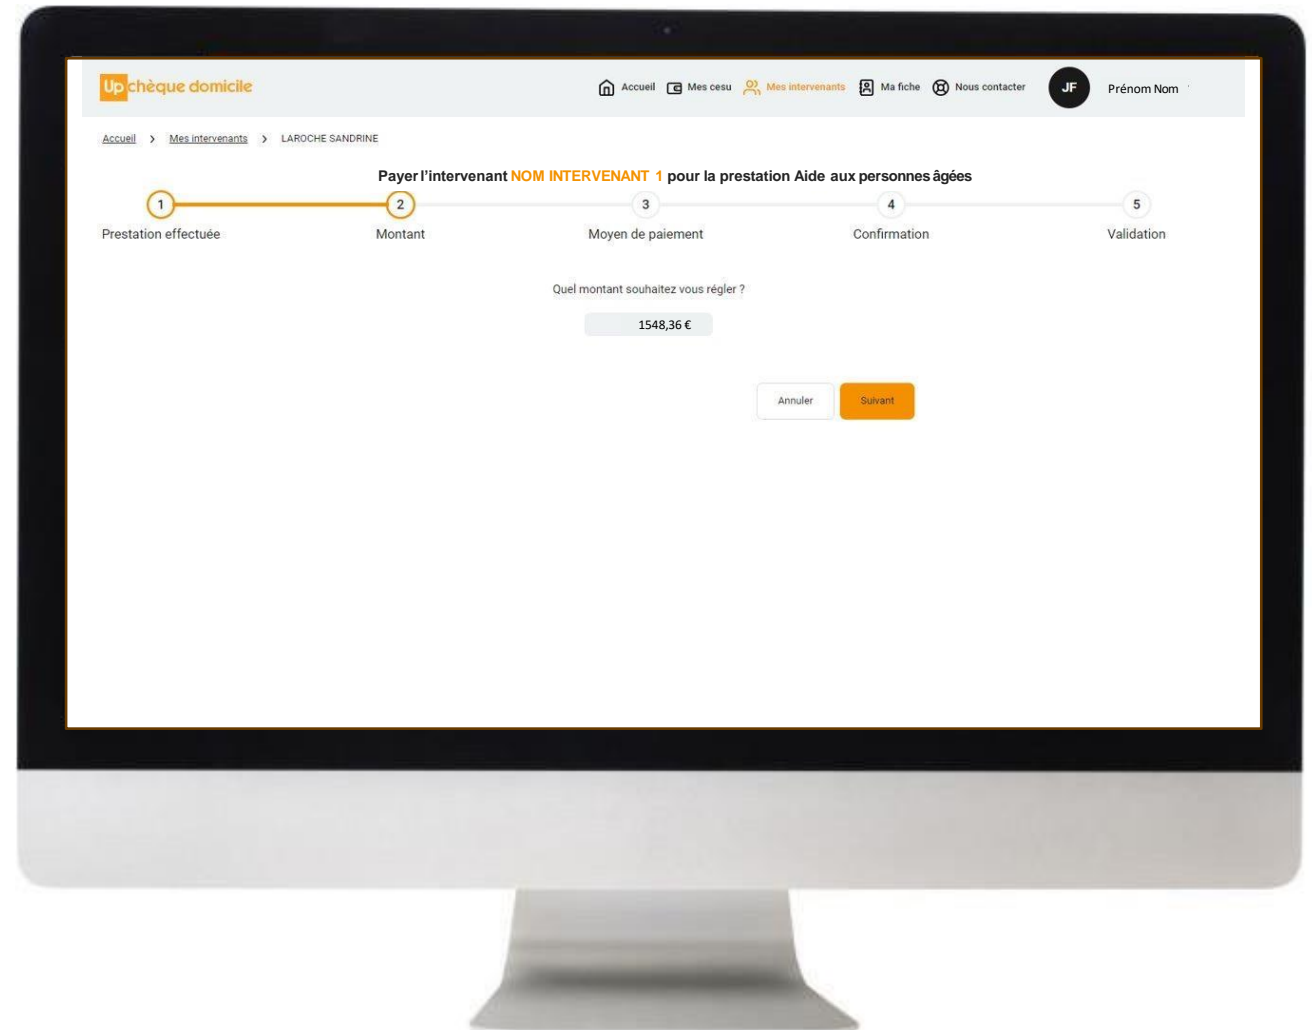 Up chèque domicile
Accueil Mes cesu Mes intervenants Ma fiche Nous contacter JF Prénom Nom
Accueil > Mes intervenants > LAROCHE SANDRINE
Payer l’intervenant NOM INTERVENANT 1 pour la prestation Aide aux personnes âgées
1 2 3 4 5
Prestation effectuée Montant Moyen de paiement Confirmation Validation
Quel montant souhaitez vous régler ?
1548,36 €
Annuler Suivant